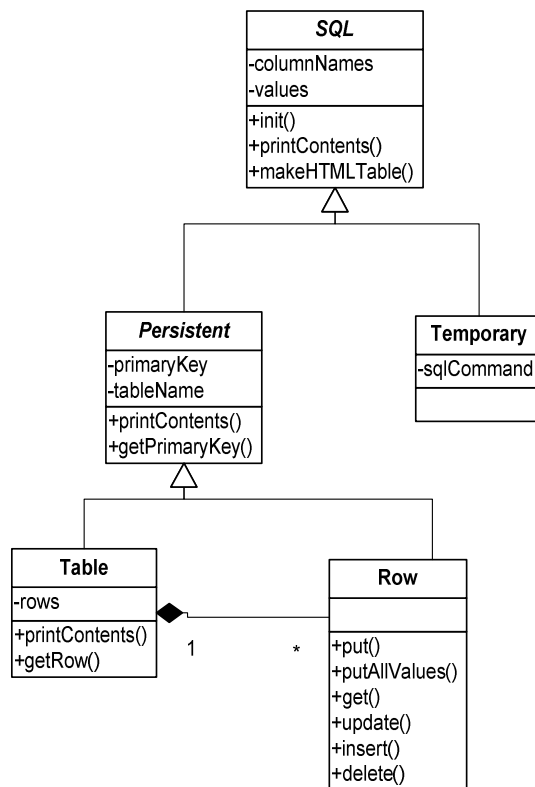 SQL
-columnNames
-values
+init()
+printContents()
+makeHTMLTable()
Persistent
-primaryKey
-tableName
+printContents()
+getPrimaryKey()
Temporary
-sqlCommand
Table
-rows
+printContents()
+getRow()
1
*
Row
+put()
+putAllValues()
+get()
+update()
+insert()
+delete()